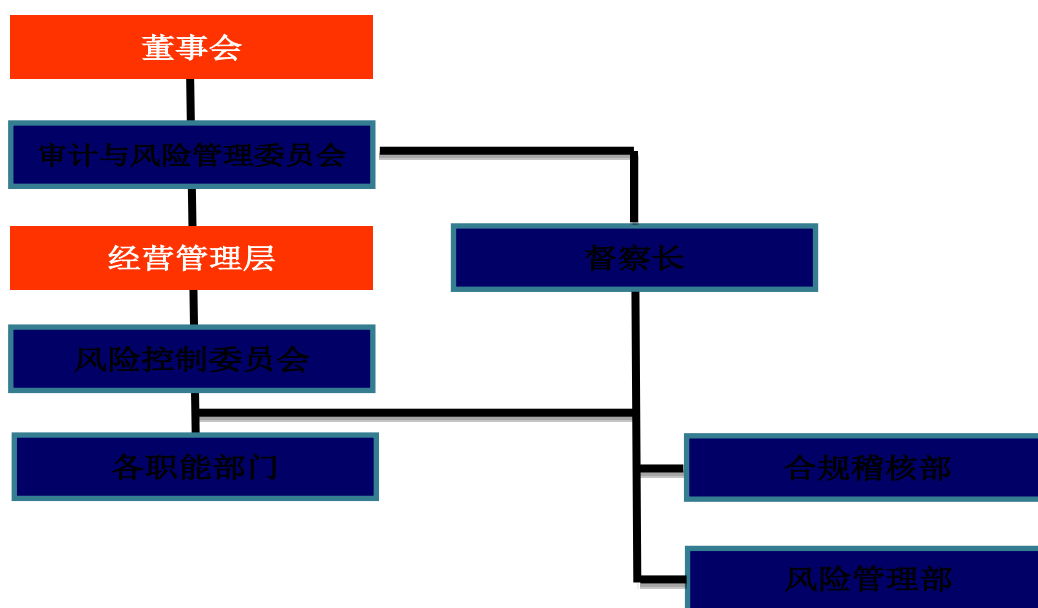 董事会
审计与风险管理委员会
经营管理层
督察长
风险控制委员会
各职能部门
合规稽核部
风险管理部